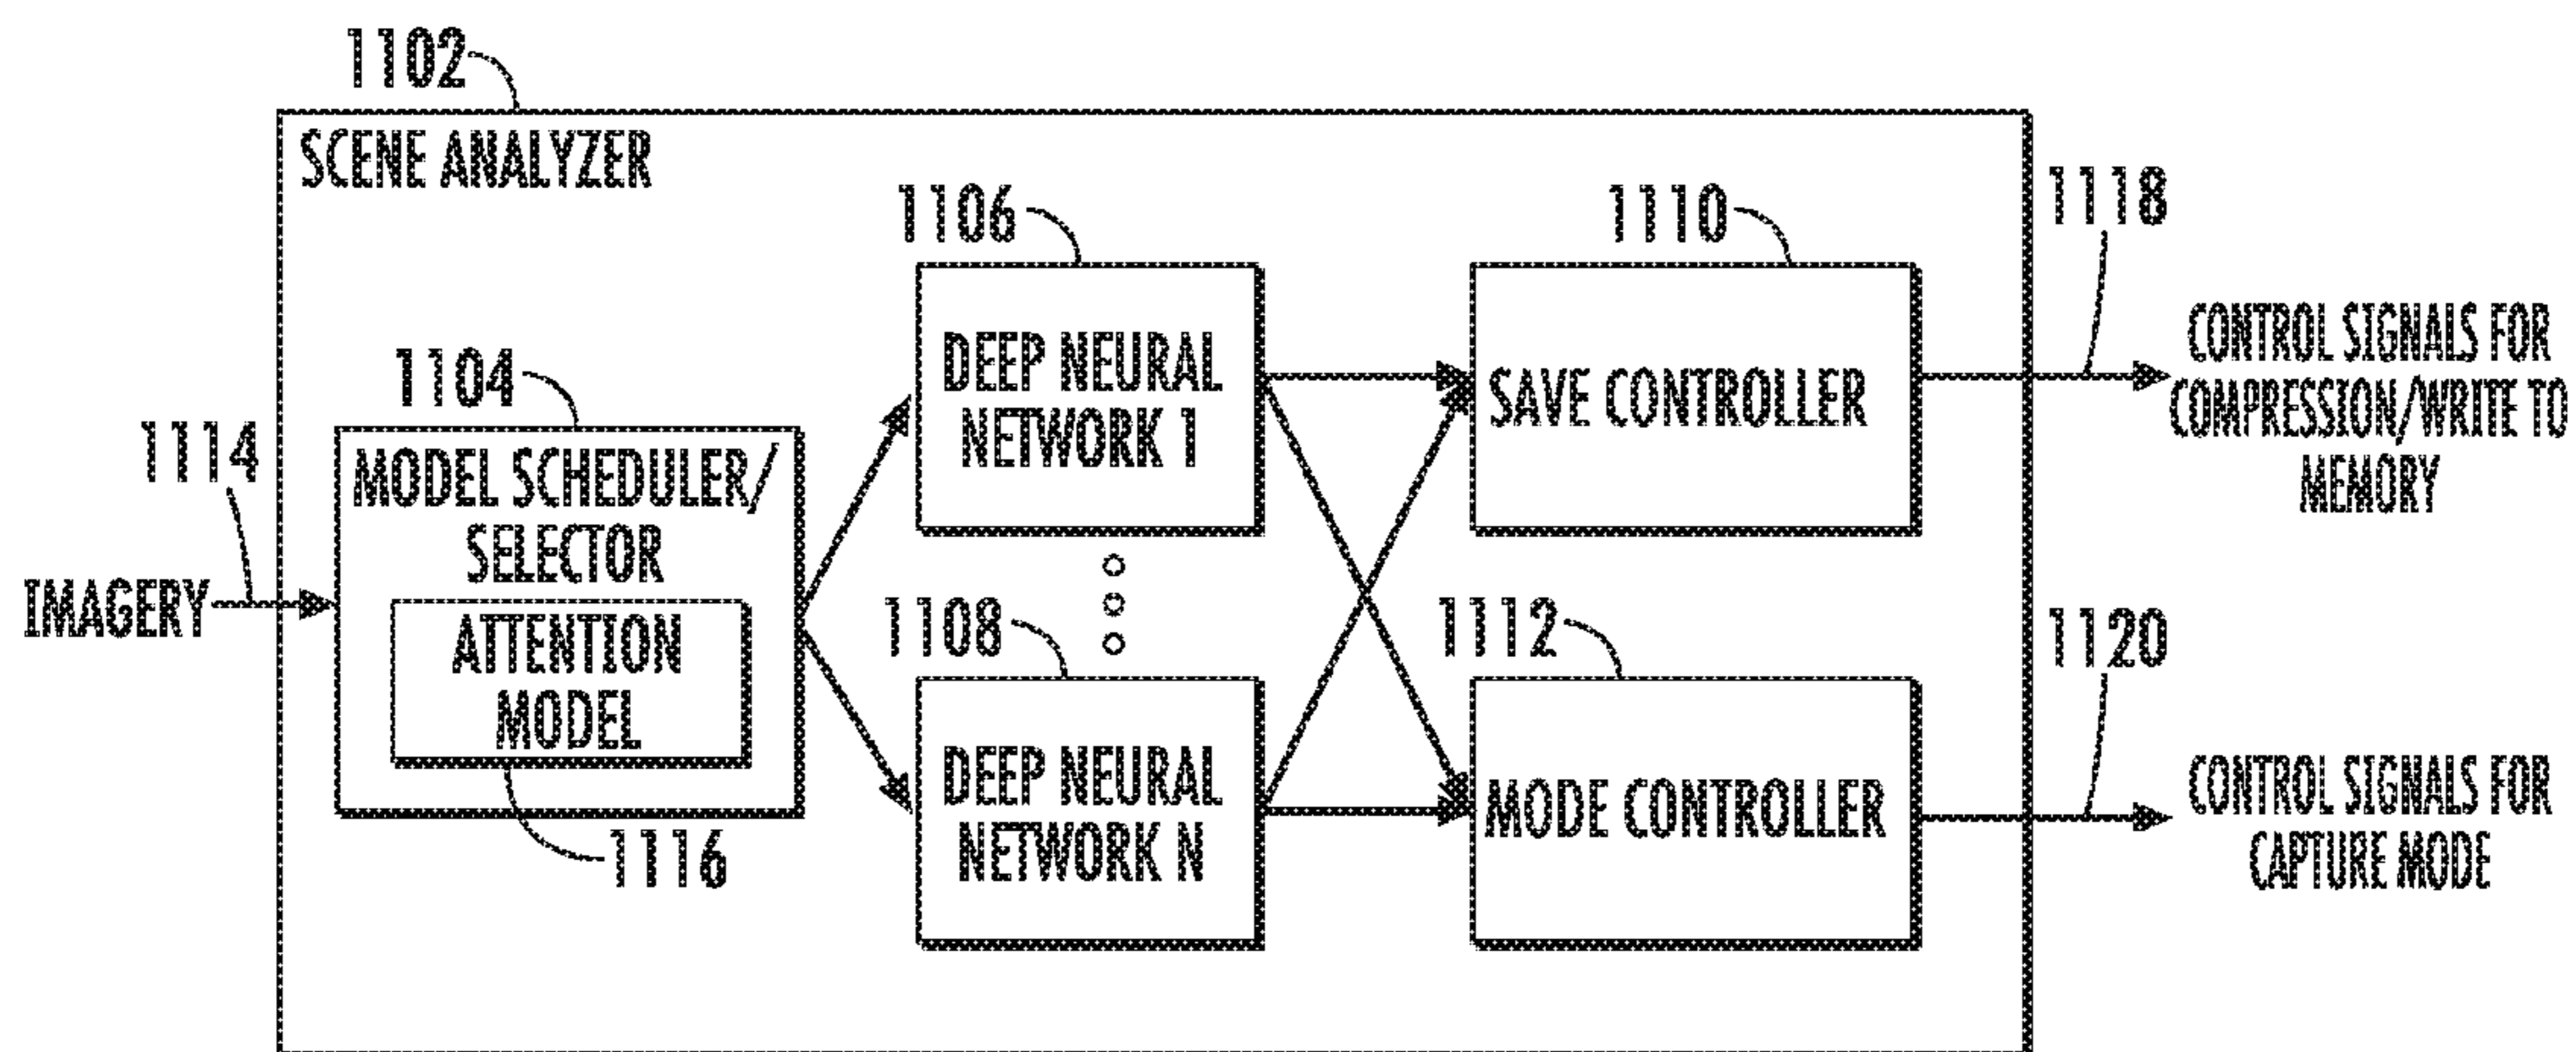 1102
SCENE ANALYZER
1106
1110
1118
1104
1114
MODEL SCHEDULER/
SELECTOR
ATTENTION
MODEL
1116
IMAGERY
DEEP NEURAL
NETWORK 1
1108
DEEP NEURAL
NETWORK N
SAVE CONTROLLER
1112
MODE CONTROLLER
CONTROL SIGNALS FOR
COMPRESSION/WRITE TO
MEMORY
1120
CONTROL SIGNALS FOR
CAPTURE MODE